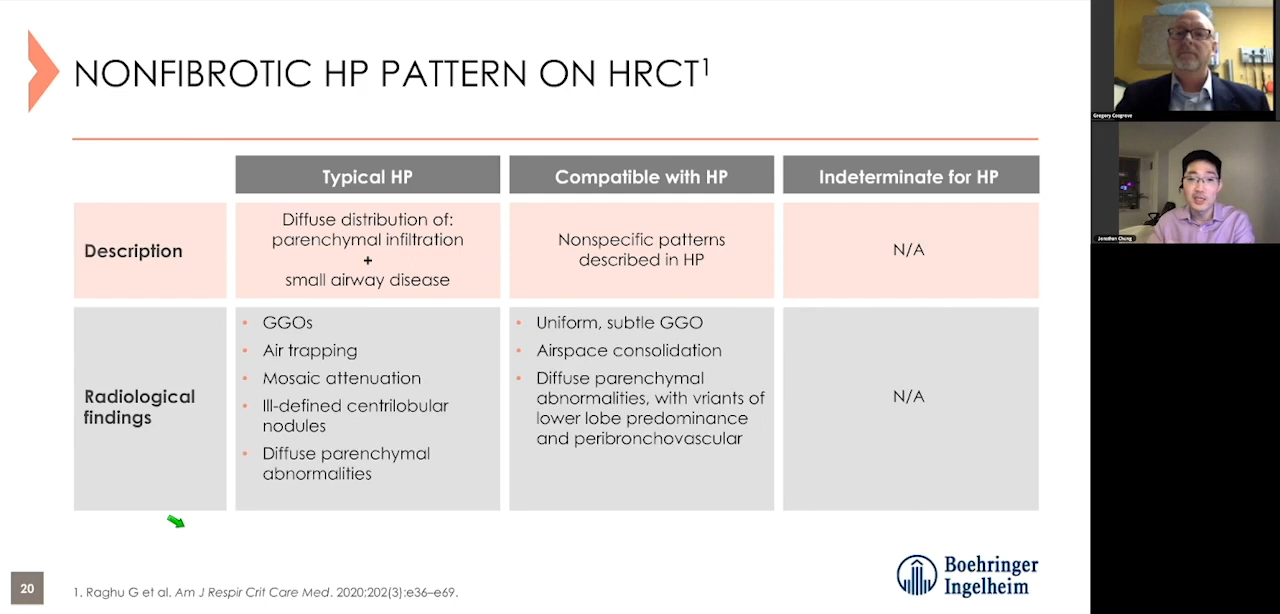 NONFIBROTIC HP PATTERN ON HRCT1
Typical HP
Compatible with HP
Indeterminate for HP
Description
Diffuse distribution of:
parenchymal infiltration
+
small airway disease
Nonspecific patterns
described in HP
N/A
Radiological
findings
• GGOs
• Air trapping
• Mosaic attenuation
• Ill-defined centrilobular
nodules
• Diffuse parenchymal
abnormalities
• Uniform, subtle GGO
• Airspace consolidation
• Diffuse parenchymal
abnormalities, with vriants of
lower lobe predominance
and peribronchovascular
N/A
20
1. Raghu G et al. Am J Respir Crit Care Med. 2020;202(3):e36–e69.
Boehringer
Ingelheim
Gregory Cosgrove
Jonathan Chung